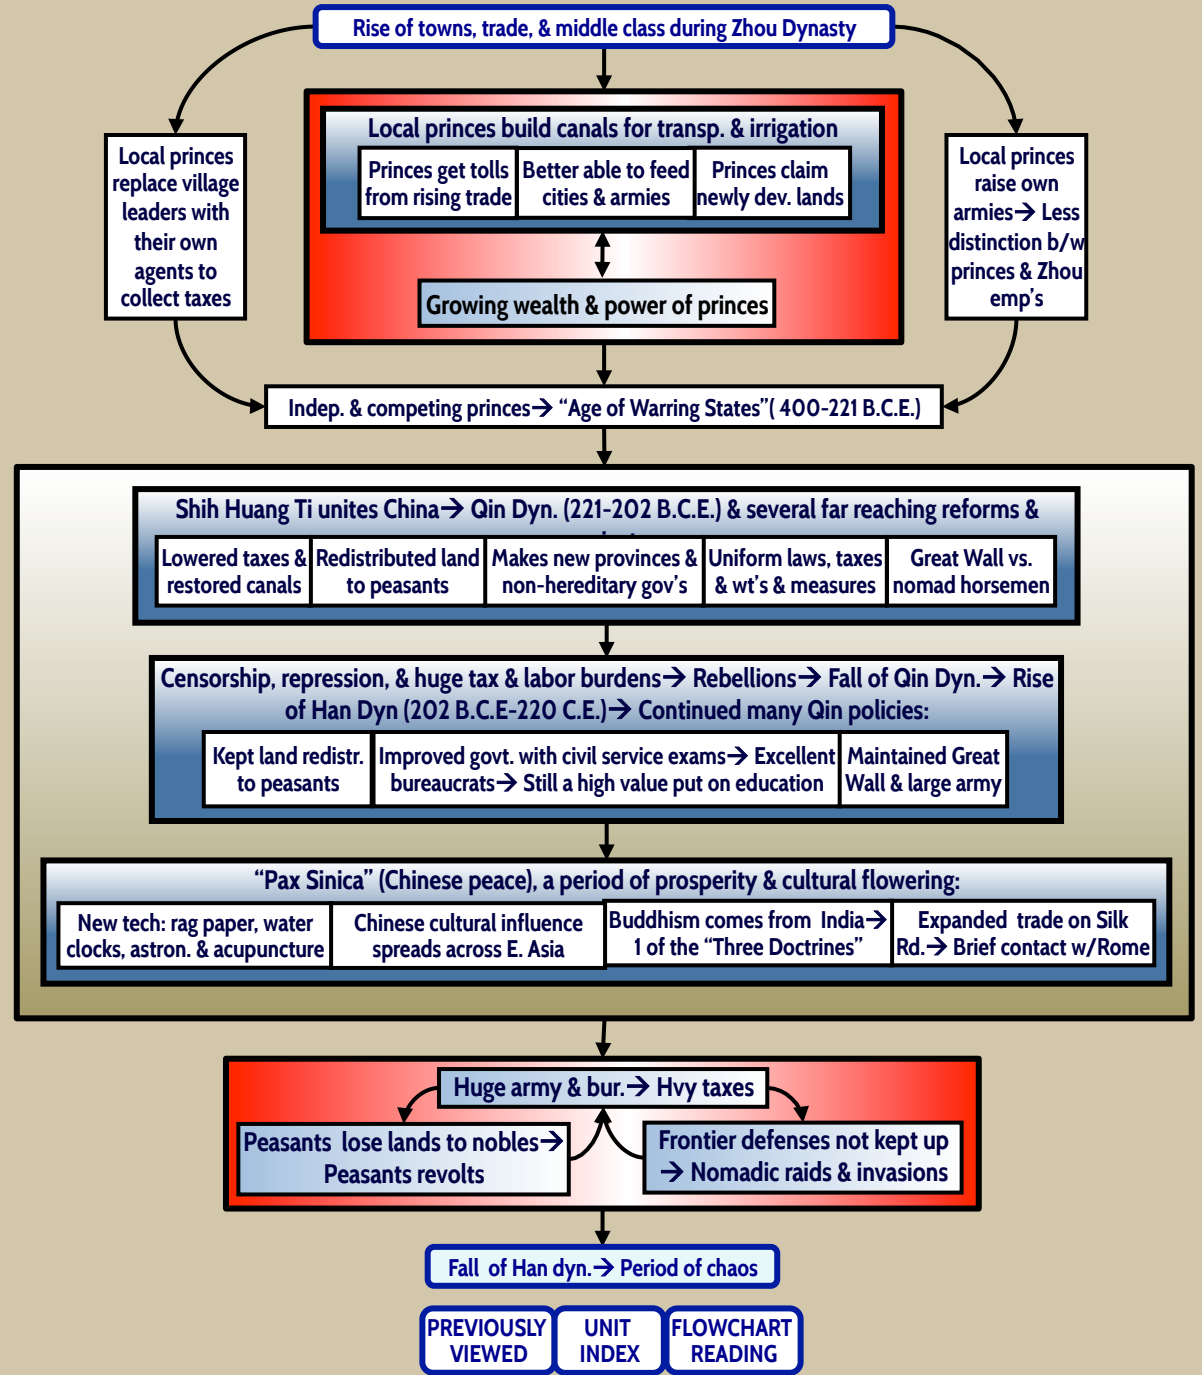 Rise of towns, trade, & middle class during Zhou Dynasty
Local princes
replace village
leaders with
their own
agents to
collect taxes
Local princes build canals for transp. & irrigation
Princes get tolls
from rising trade
Better able to feed
cities & armies
Princes claim
newly dev. lands
Growing wealth & power of princes
Local princes
raise own
armies→ Less
distinction b/w
princes & Zhou
emp's
Indep. & competing princes→ “Age of Warring States”( 400-221 B.C.E.)
Shih Huang Ti unites China→ Qin Dyn. (221-202 B.C.E.) & several far reaching reforms &
Lowered taxes &
restored canals
Redistributed land
to peasants
Makes new provinces &
non-hereditary gov's
Uniform laws, taxes
& wt's & measures
Great Wall vs.
nomad horsemen
Censorship, repression, & huge tax & labor burdens→ Rebellions→ Fall of Qin Dyn.→ Rise
of Han Dyn (202 B.C.E-220 C.E.)→ Continued many Qin policies:
Kept land redistr.
to peasants
Improved govt. with civil service exams→ Excellent
bureaucrats→ Still a high value put on education
Maintained Great
Wall & large army
“Pax Sinica” (Chinese peace), a period of prosperity & cultural flowering:
New tech: rag paper, water
clocks, astron. & acupuncture
Chinese cultural influence
spreads across E. Asia
Buddhism comes from India→
1 of the “Three Doctrines”
Expanded trade on Silk
Rd.→ Brief contact w/Rome
Huge army & bur.→ Hvy taxes
Peasants lose lands to nobles→
Peasants revolts
Frontier defenses not kept up
→ Nomadic raids & invasions
Fall of Han dyn.→ Period of chaos
PREVIOUSLY
VIEWED
UNIT
INDEX
FLOWCHART
READING